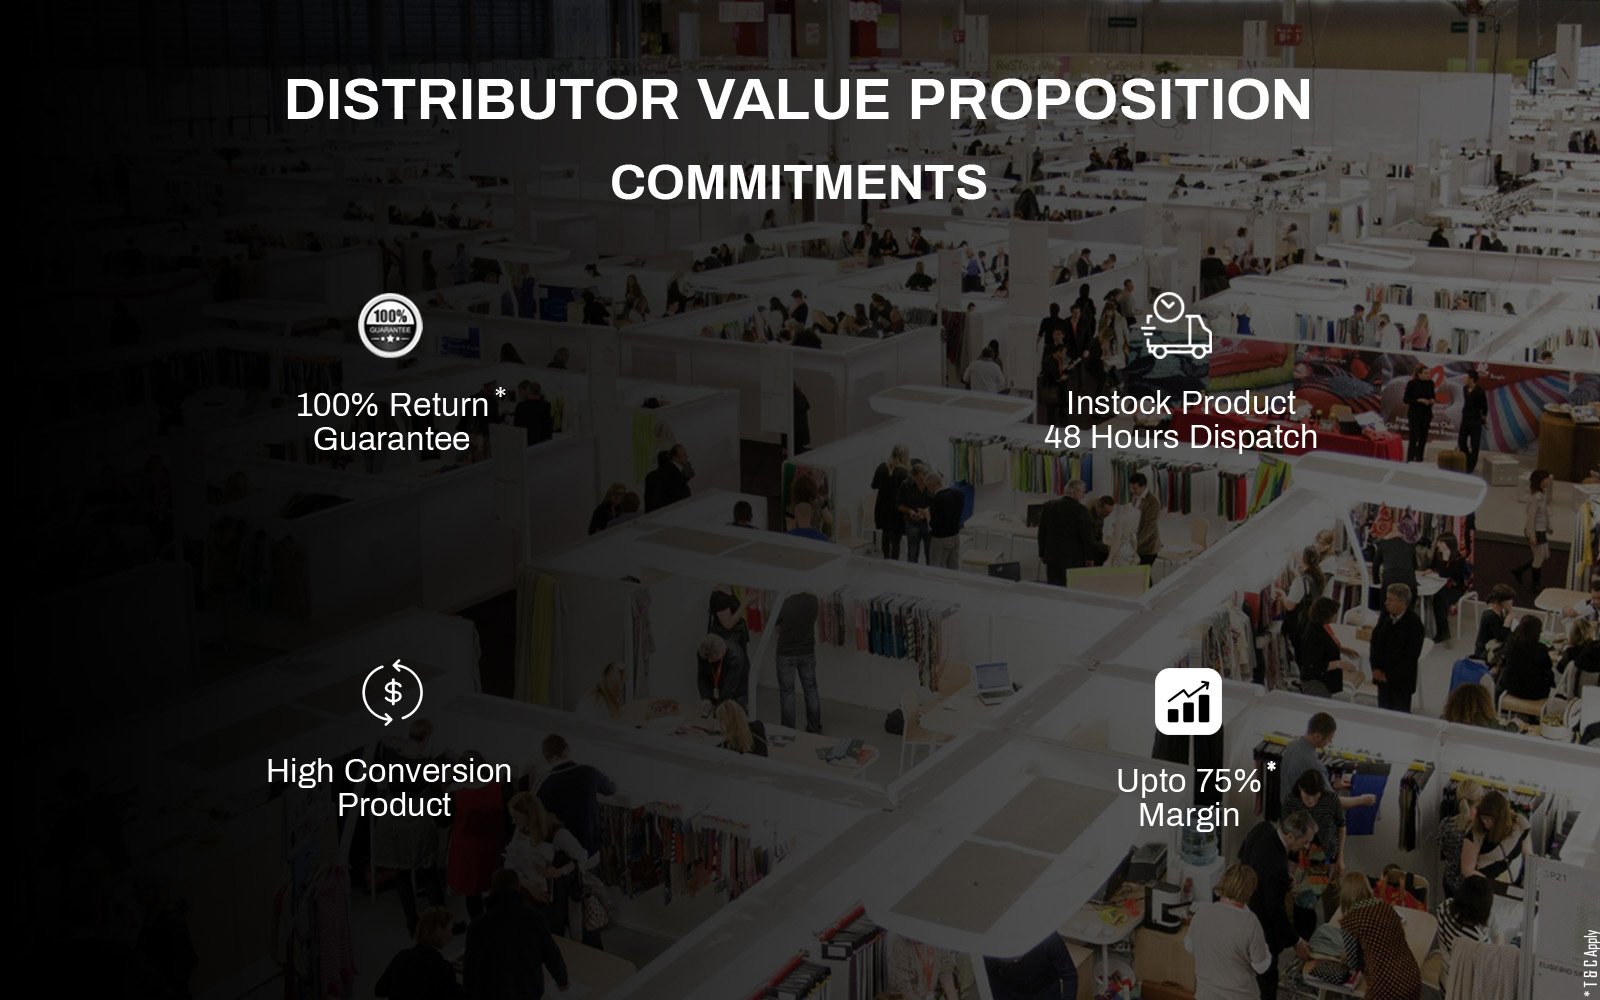 DISTRIBUTOR VALUE PROPOSITION
COMMITMENTS
100%
GUARANTEE
100% Return*
Guarantee
Instock Product
48 Hours Dispatch
$
High Conversion
Product
Upto 75%*
Margin
SP21
* T & C Apply